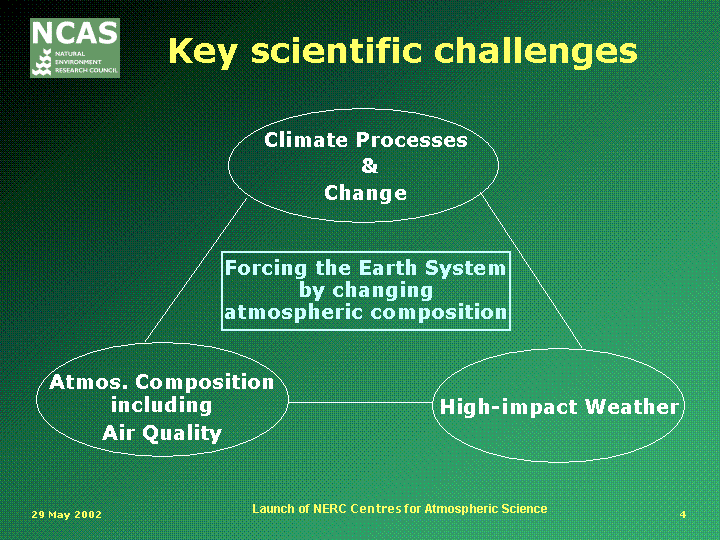 NCAS
NATURAL
ENVIRONMENT
RESEARCH COUNCIL
Key scientific challenges
Climate Processes
&
Change
Forcing the Earth System
by changing
atmospheric composition
Atmos. Composition
including
Air Quality
High-impact Weather
29 May 2002
Launch of NERC Centres for Atmospheric Science
4